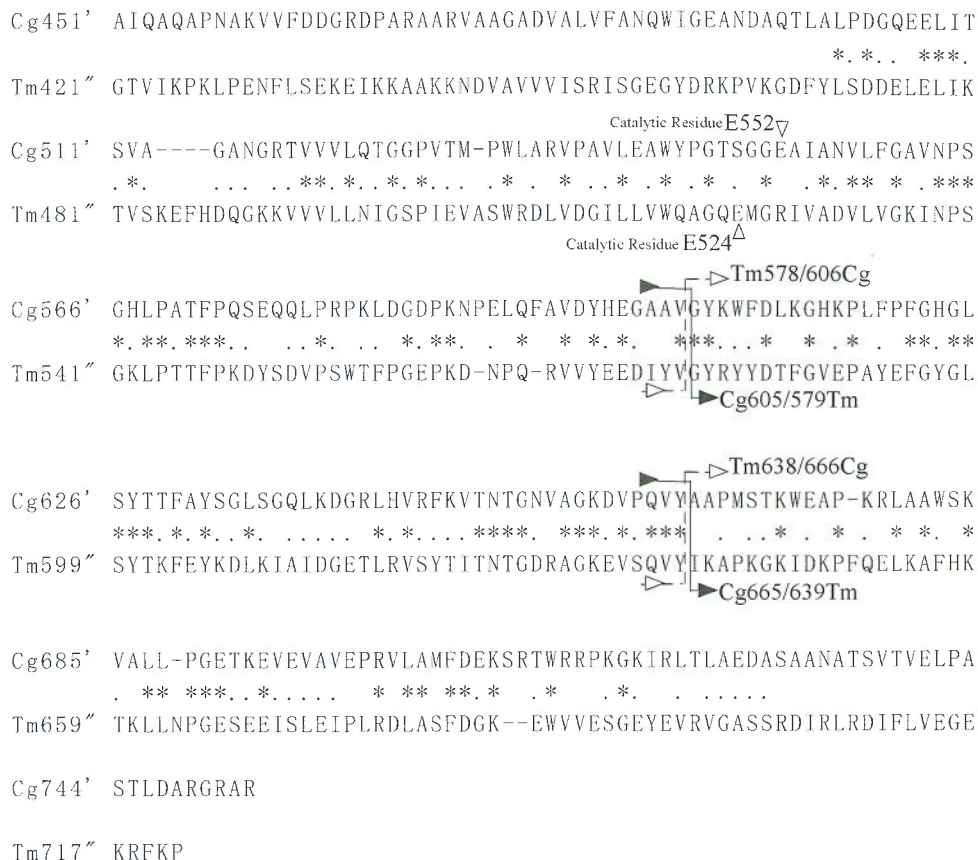 Cg451' AIQAQAPNAKVVFDDGRDPARAARVAAGADVALVFANQWIGEANDAQTLALPDGQEELIT
*.*.. ***.
Tm421″ GTVIKPKLPENFLSEKEIKKAAKKNDVAVVVISRISGEGYDRKPVKGDFYLSDDELELIK
Catalytic Residue E552▽
Cg511' SVA----GANGRTVVVLQTGGPVTM-PWLARVPAVLEAWYPGTSGGEAIANVLFGAVNPS
.*. ... ..**.*..*.*... .* . . * .* . *. * * *.** * .***
Tm481″ TVSKEFHDQGKKVVVLLNIGSPIEVASWRDLVDGILLVWQAGQEMGRIVADVLVGKINPS
Catalytic Residue E524△
Tm578/606Cg
Cg566' GHLPATFPQSEQQLPRPKLDGDPKNPELQFAVDYHEGAAVGYKWFDLKGHKPLFPFGHGL
*.**.***.. ..*. ..**.. * * *.*. ***...* * .*. **.**
Tm541″ GKLPTTFPKDYSDVPSWTFPGEPKD-NPQ-RVVYEEDIYVGYRYYDTFGVEPAYEFGYGL
Cg605/579Tm
Tm638/666Cg
Cg626' SYTTFAYSGLSGQLKDGRLHVRFKVTNTGNVAGKDVPQVYAAPMSTKWEAP-KRLAAWSK
***.*.*..*. ..... *.*...****..***.*..*** . ..* . * . *.* *
Tm599″ SYTKFEYKDLKIAIDGETLRVSYTITNTGDRAGKEVSQVYIKAPKGKIDKPFQELKAFHK
Cg665/639Tm
Cg685' VALL-PGETKEVEVAVEPRVLAMFDEKSRTWRRPKGKIRLTLAEDASAANATSVTVELPA
. ** ***..*..... * ** **.* .* *. . .....
Tm659″ TKLLNPGESEEISLEIPLRDLASFDGK--EWVVESGEYEVRVGASSRDIRLRDIFLVEGE
Cg744' STLDARGRAR
Tm717″ KRFKP